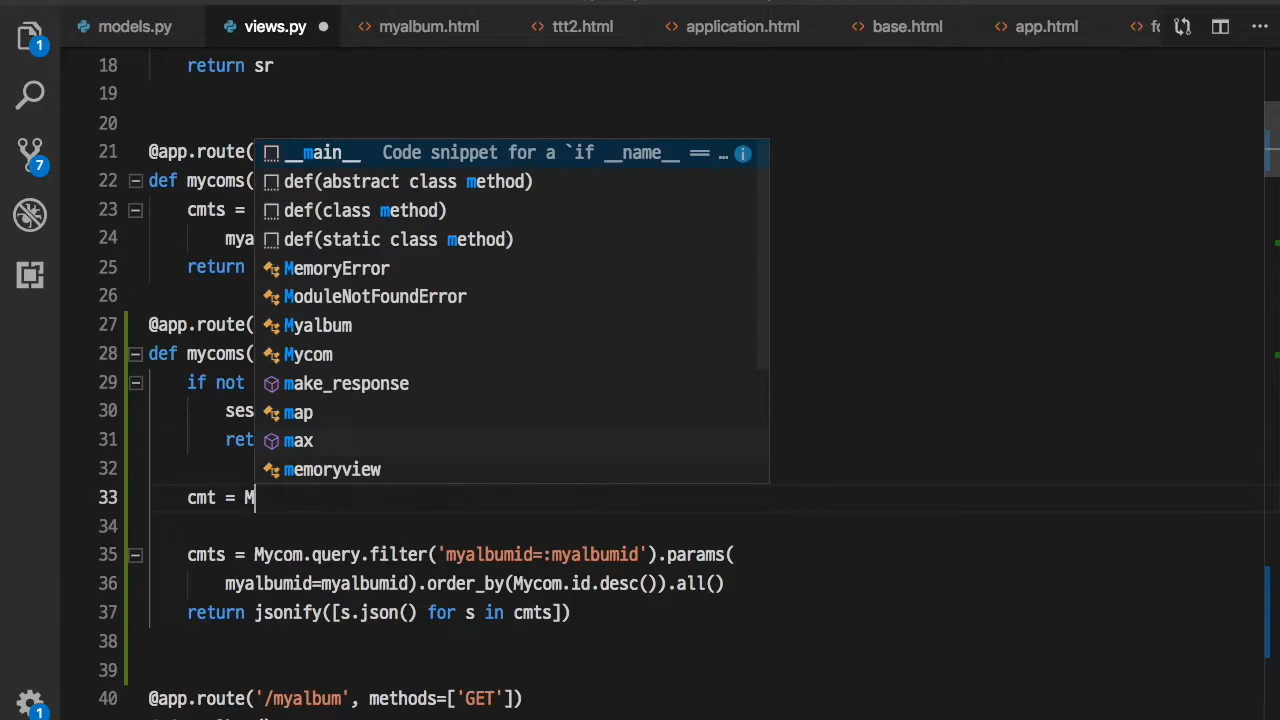 models.py views.py myalbum.html ttt2.html application.html base.html app.html
1
7
1
18 return sr
19
20
21 @app.route(
22 def mycoms(
23 cmts =
24 mya
25 return
26
27 @app.route(
28 def mycoms(
29 if not
30 ses
31 ret
32
33 cmt = M
34
35 cmts = Mycom.query.filter('myalbumid=:myalbumid').params(
36 myalbumid=myalbumid).order_by(Mycom.id.desc()).all()
37 return jsonify([s.json() for s in cmts])
38
39
40 @app.route('/myalbum', methods=['GET'])
__main__ Code snippet for a `if __name__ == …
def(abstract class method)
def(class method)
def(static class method)
MemoryError
ModuleNotFoundError
Myalbum
Mycom
make_response
map
max
memoryview